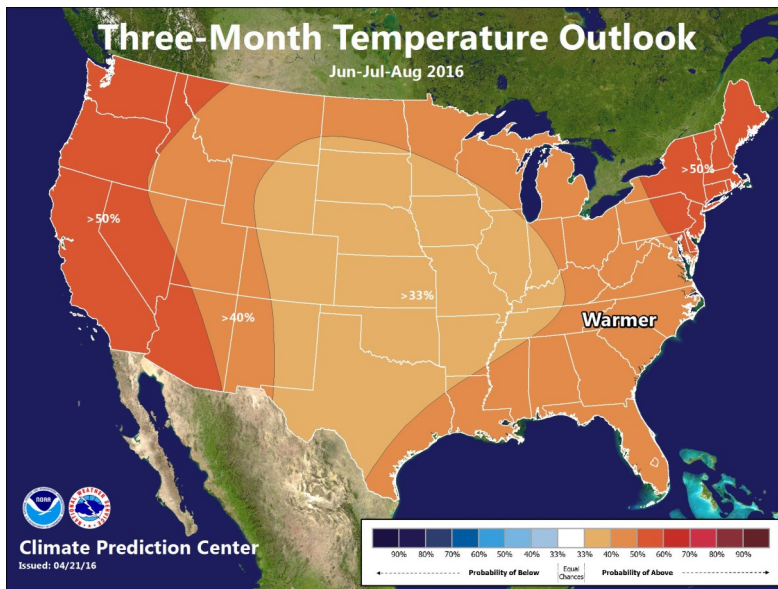 Three-Month Temperature Outlook
Jun-Jul-Aug 2016
>50%
>50%
>33%
>40%
Warmer
NOAA
Climate Prediction Center
Issued: 04/21/16
90% 80% 70% 60% 50% 40% 33% 33% 40% 50% 60% 70% 80% 90%
Probability of Below Equal Chances Probability of Above